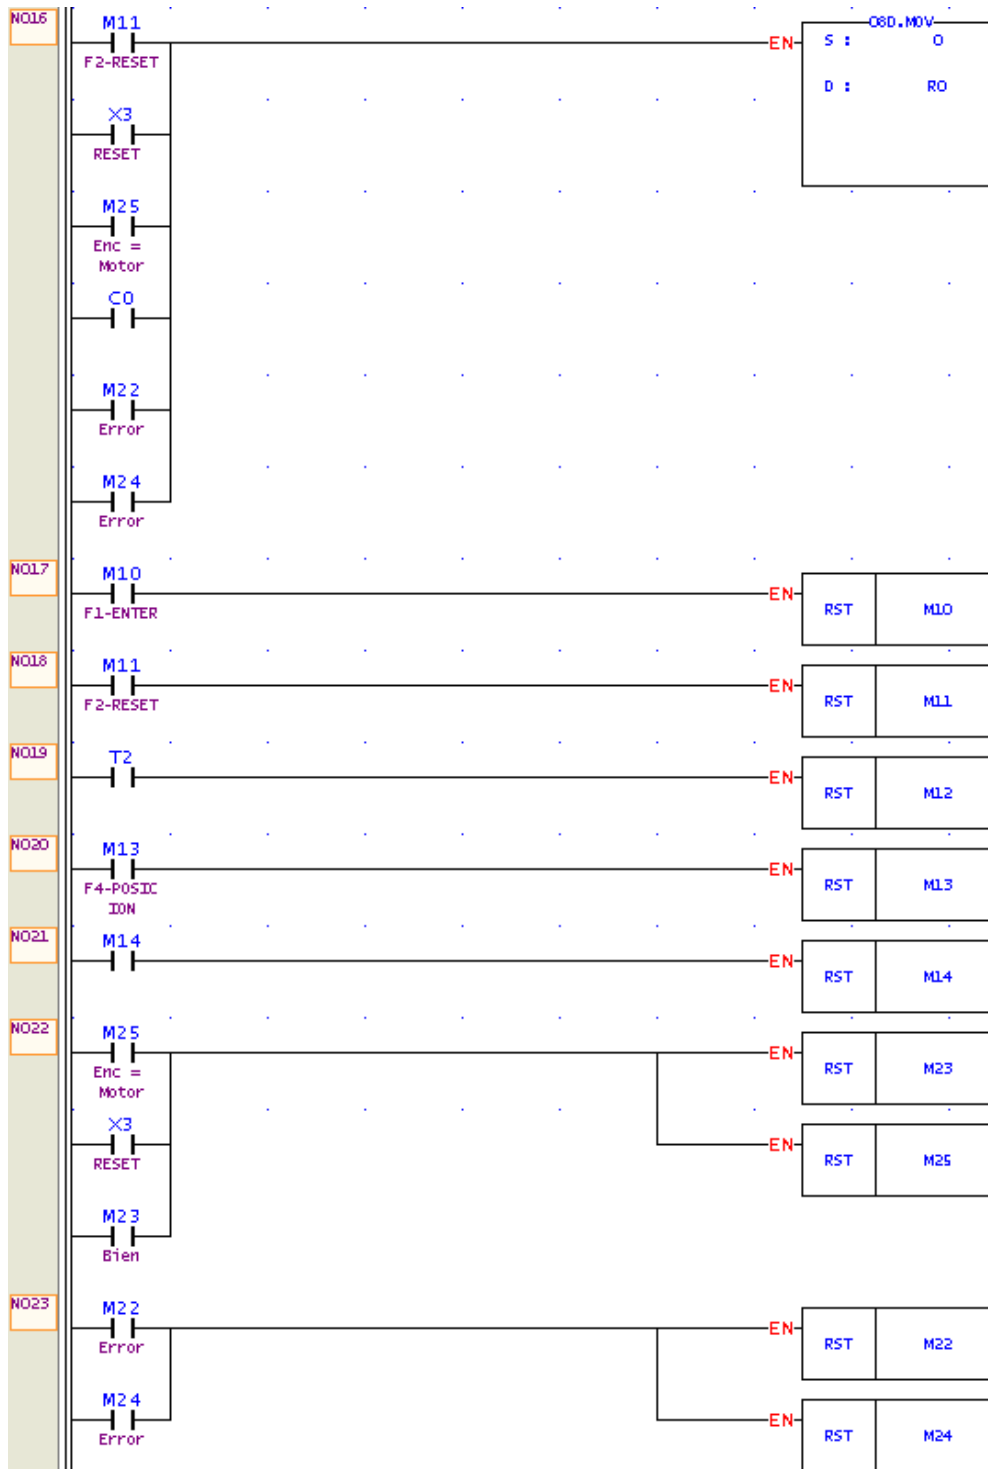 N016
M11
F2-RESET
EN
08D.MOV
S : 0
D : R0
X3
RESET
M25
Enc =
Motor
C0
M22
Error
M24
Error
N017
M10
F1-ENTER
EN
RST M10
N018
M11
F2-RESET
EN
RST M11
N019
T2
EN
RST M12
N020
M13
F4-POSIC
ION
EN
RST M13
N021
M14
EN
RST M14
N022
M25
Enc =
Motor
EN
RST M23
X3
RESET
EN
RST M25
M23
Bien
N023
M22
Error
EN
RST M22
M24
Error
EN
RST M24